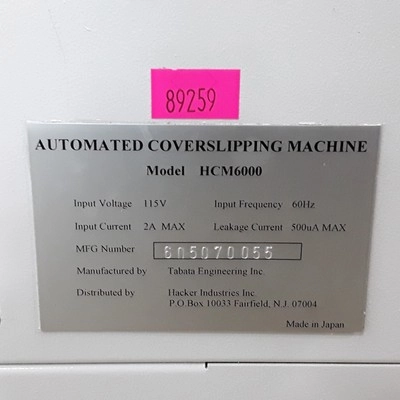 89259
AUTOMATED COVERSLIPPING MACHINE
Model HCM6000
Input Voltage 115V Input Frequency 60Hz
Input Current 2A MAX Leakage Current 500uA MAX
MFG Number 605070055
Manufactured by Tabata Engineering Inc.
Distributed by Hacker Industries Inc.
P.O.Box 10033 Fairfield, N.J. 07004
Made in Japan